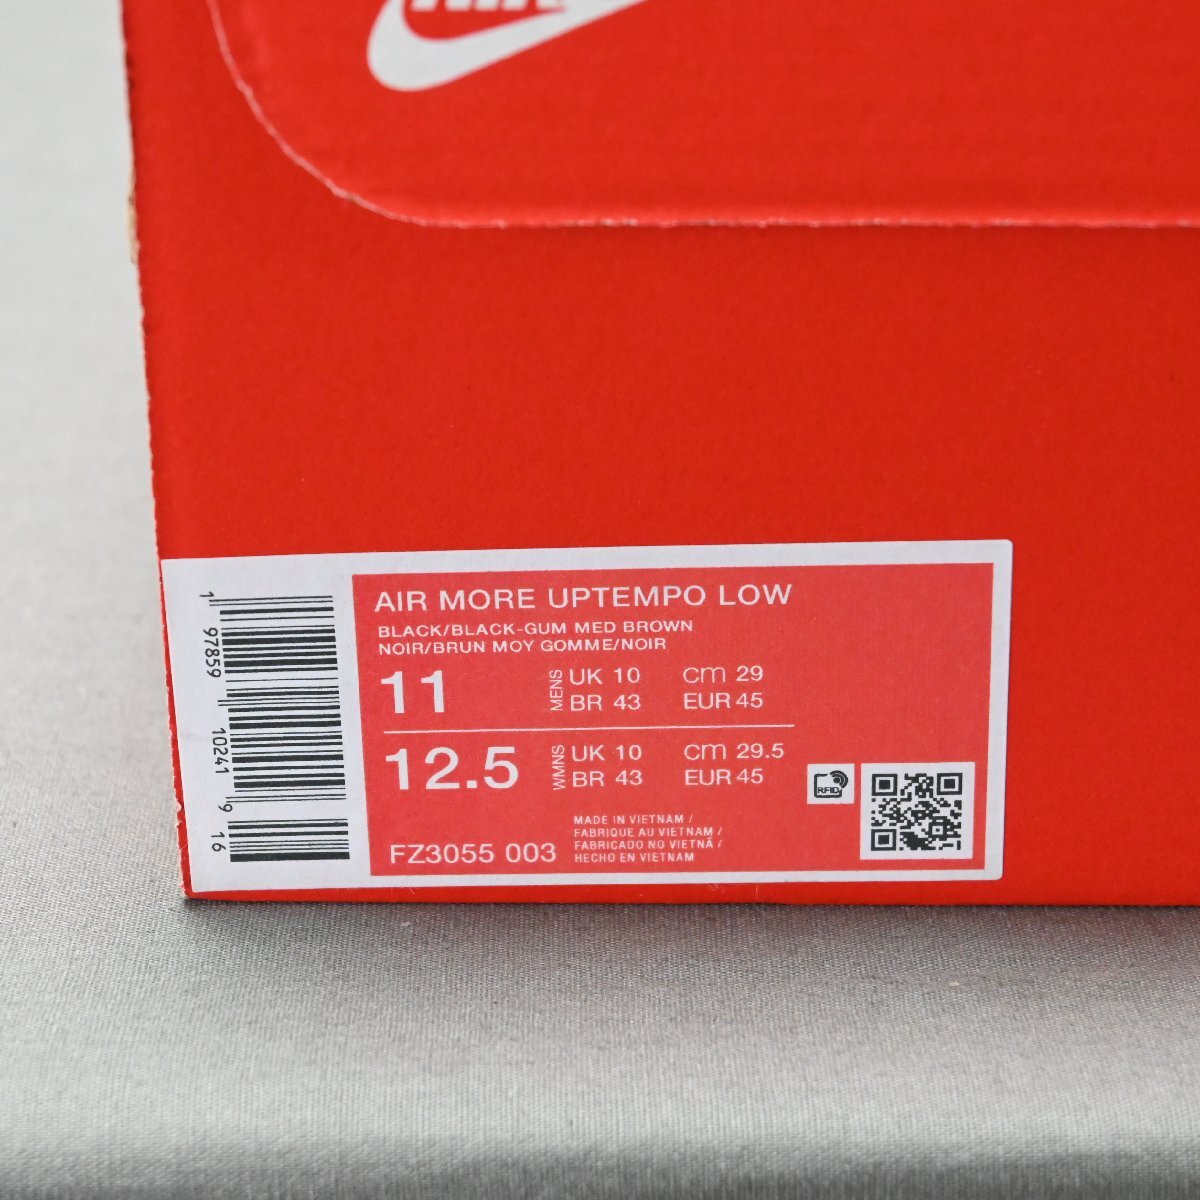 AIR MORE UPTEMPO LOW
BLACK/BLACK-GUM MED BROWN
NOIR/BRUN MOY GOMME/NOIR
11 MENS UK 10 cm 29
BR 43 EUR 45
12.5 WMNS UK 10 cm 29.5
BR 43 EUR 45
FZ3055 003
MADE IN VIETNAM /
FABRIQUE AU VIETNAM /
FABRICADO NO VIETNÃ /
HECHO EN VIETNAM
RFID
1 97859 10241 9 16